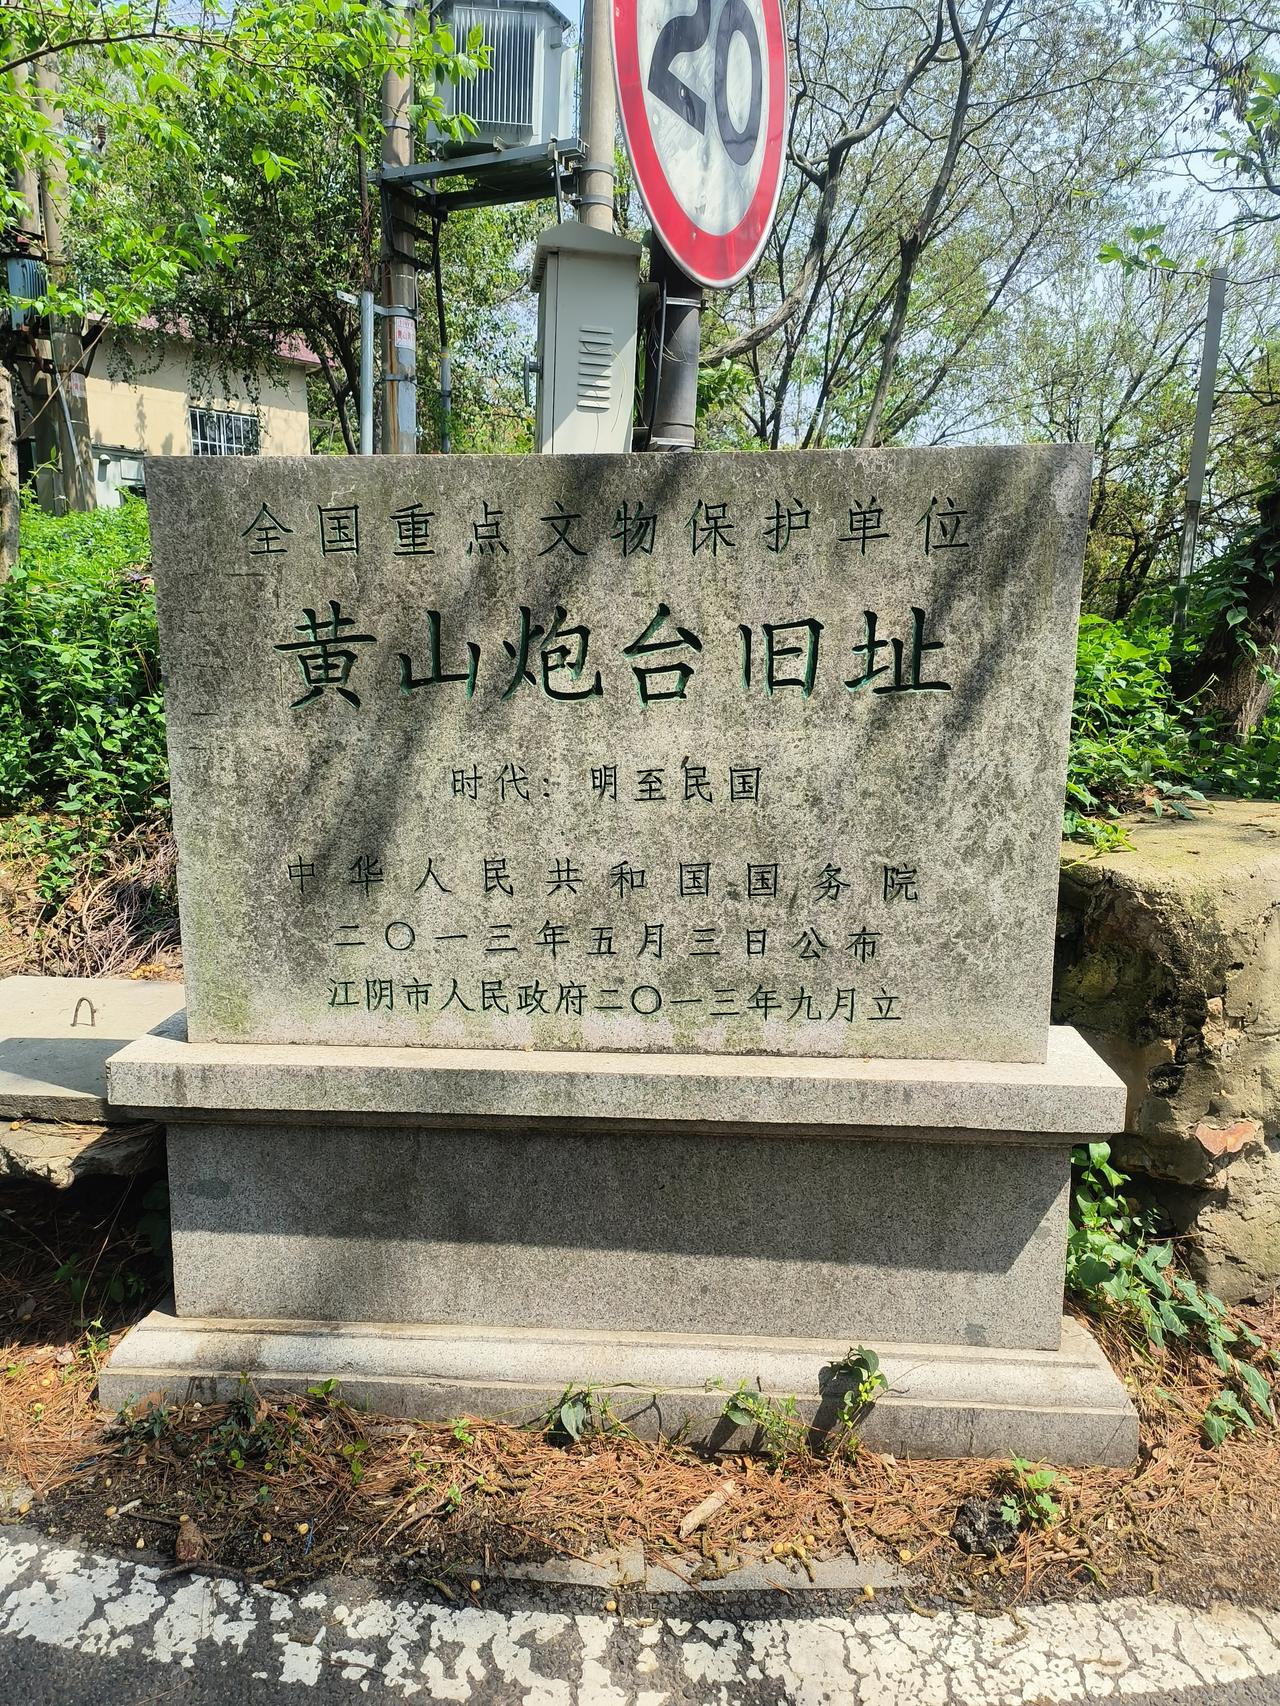 20
全国重点文物保护单位
黄山炮台旧址
时代：明至民国
中华人民共和国国务院
二〇一三年五月三日公布
江阴市人民政府二〇一三年九月立